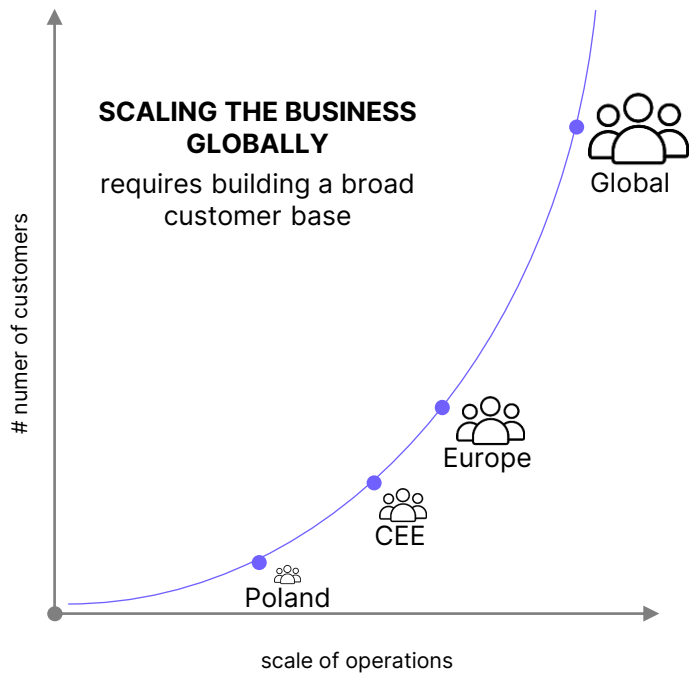 SCALING THE BUSINESS
GLOBALLY
requires building a broad
customer base
Global
Europe
CEE
Poland
# numer of customers
scale of operations